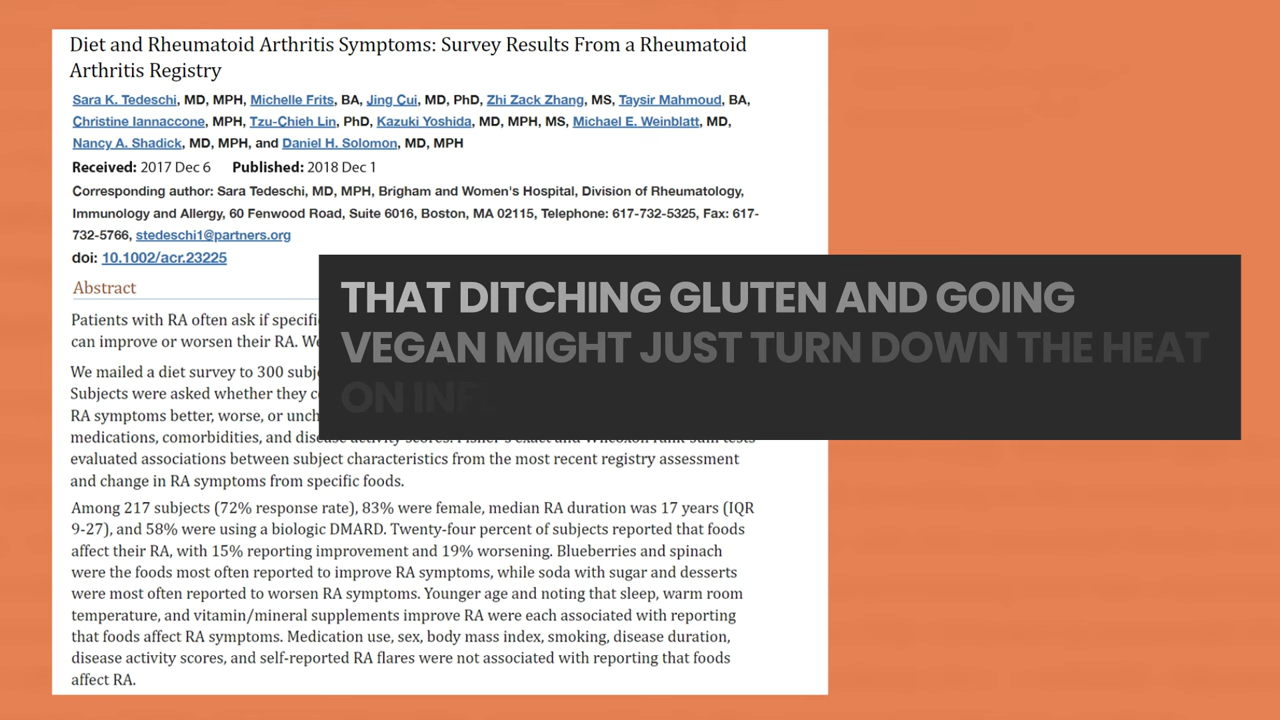 Diet and Rheumatoid Arthritis Symptoms: Survey Results From a Rheumatoid
Arthritis Registry
Sara K. Tedeschi, MD, MPH, Michelle Frits, BA, Jing Cui, MD, PhD, Zhi Zack Zhang, MS, Taysir Mahmoud, BA,
Christine Iannaccone, MPH, Tzu-Chieh Lin, PhD, Kazuki Yoshida, MD, MPH, MS, Michael E. Weinblatt, MD,
Nancy A. Shadick, MD, MPH, and Daniel H. Solomon, MD, MPH
Received: 2017 Dec 6 Published: 2018 Dec 1
Corresponding author: Sara Tedeschi, MD, MPH, Brigham and Women's Hospital, Division of Rheumatology,
Immunology and Allergy, 60 Fenwood Road, Suite 6016, Boston, MA 02115, Telephone: 617-732-5325, Fax: 617-
732-5766, stedeschi1@partners.org
doi: 10.1002/acr.23225
Abstract
Patients with RA often ask if
can improve or worsen their RA.
We mailed a diet survey to 300
Subjects were asked whether they
RA symptoms better, worse, or
medications, comorbidities, and disease activity scores. Fisher's exact and Wilcoxon rank-sum tests
evaluated associations between subject characteristics from the most recent registry assessment
and change in RA symptoms from specific foods.
Among 217 subjects (72% response rate), 83% were female, median RA duration was 17 years (IQR
9-27), and 58% were using a biologic DMARD. Twenty-four percent of subjects reported that foods
affect their RA, with 15% reporting improvement and 19% worsening. Blueberries and spinach
were the foods most often reported to improve RA symptoms, while soda with sugar and desserts
were most often reported to worsen RA symptoms. Younger age and noting that sleep, warm room
temperature, and vitamin/mineral supplements improve RA were each associated with reporting
that foods affect RA symptoms. Medication use, sex, body mass index, smoking, disease duration,
disease activity scores, and self-reported RA flares were not associated with reporting that foods
affect RA.
THAT DITCHING GLUTEN AND GOING
VEGAN MIGHT JUST TURN DOWN THE HEAT
ON